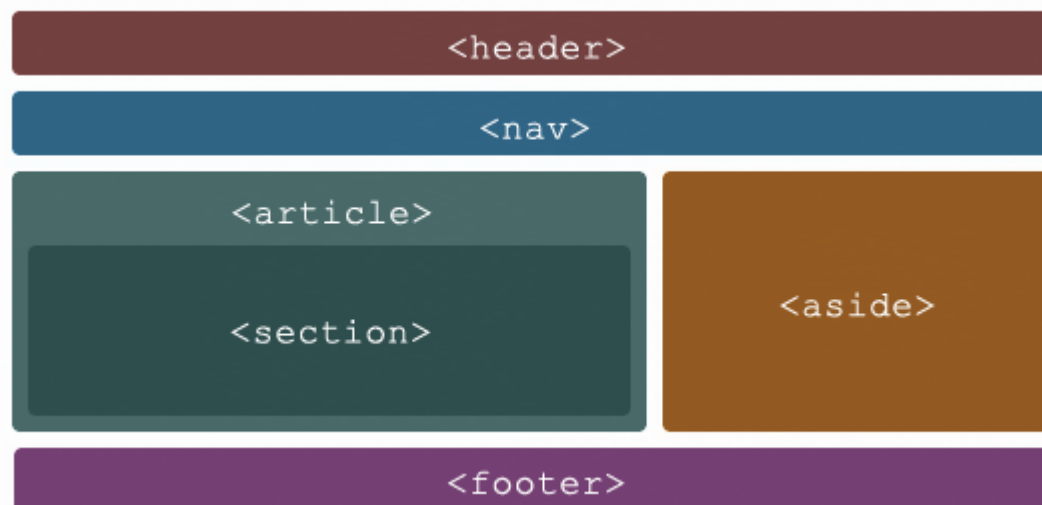 <header>
<nav>
<article>
<section>
<aside>
<footer>